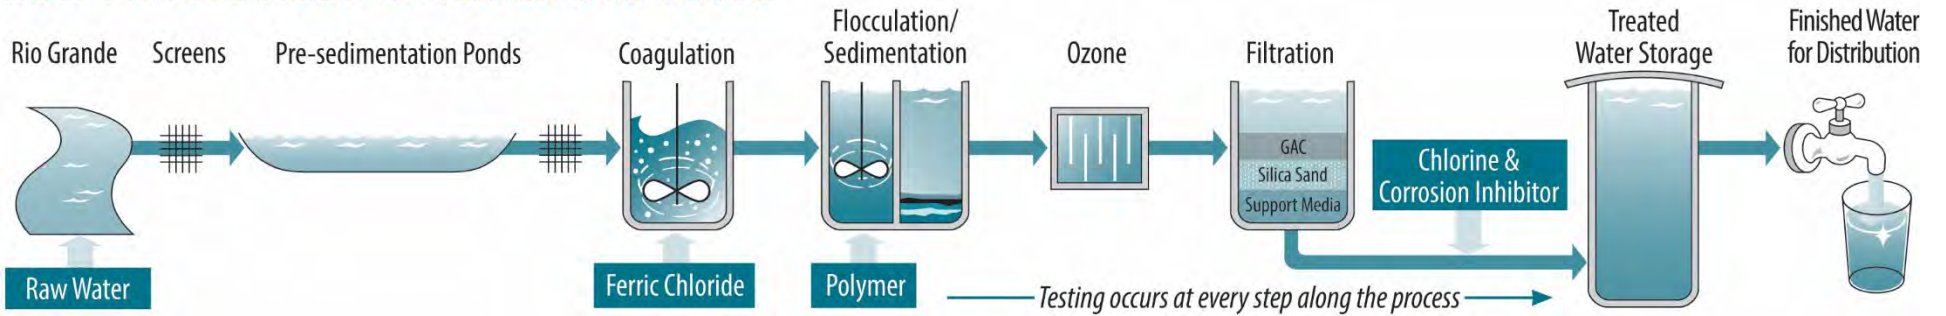 Rio Grande
Screens
Pre-sedimentation Ponds
Coagulation
Flocculation/
Sedimentation
Ozone
Filtration
Treated
Water Storage
Finished Water
for Distribution
GAC
Silica Sand
Support Media
Chlorine &
Corrosion Inhibitor
Raw Water
Ferric Chloride
Polymer
Testing occurs at every step along the process